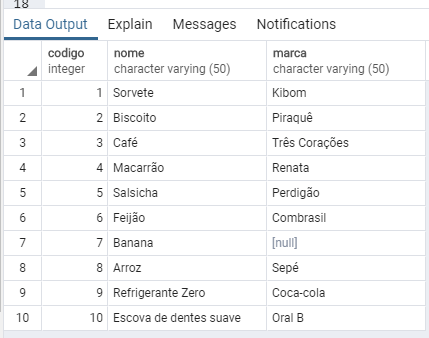 18
Data Output Explain Messages Notifications
codigo nome marca
integer character varying (50) character varying (50)
1 1 Sorvete Kibom
2 2 Biscoito Piraquê
3 3 Café Três Corações
4 4 Macarrão Renata
5 5 Salsicha Perdigão
6 6 Feijão Combrasil
7 7 Banana [null]
8 8 Arroz Sepé
9 9 Refrigerante Zero Coca-cola
10 10 Escova de dentes suave Oral B